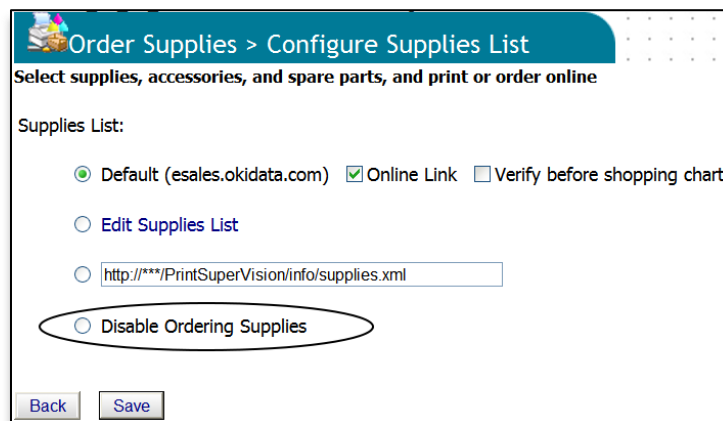 Order Supplies > Configure Supplies List
Select supplies, accessories, and spare parts, and print or order online
Supplies List:
Default (esales.okidata.com) Online Link Verify before shopping chart
Edit Supplies List
http://***/PrintSuperVision/info/supplies.xml
Disable Ordering Supplies
Back Save